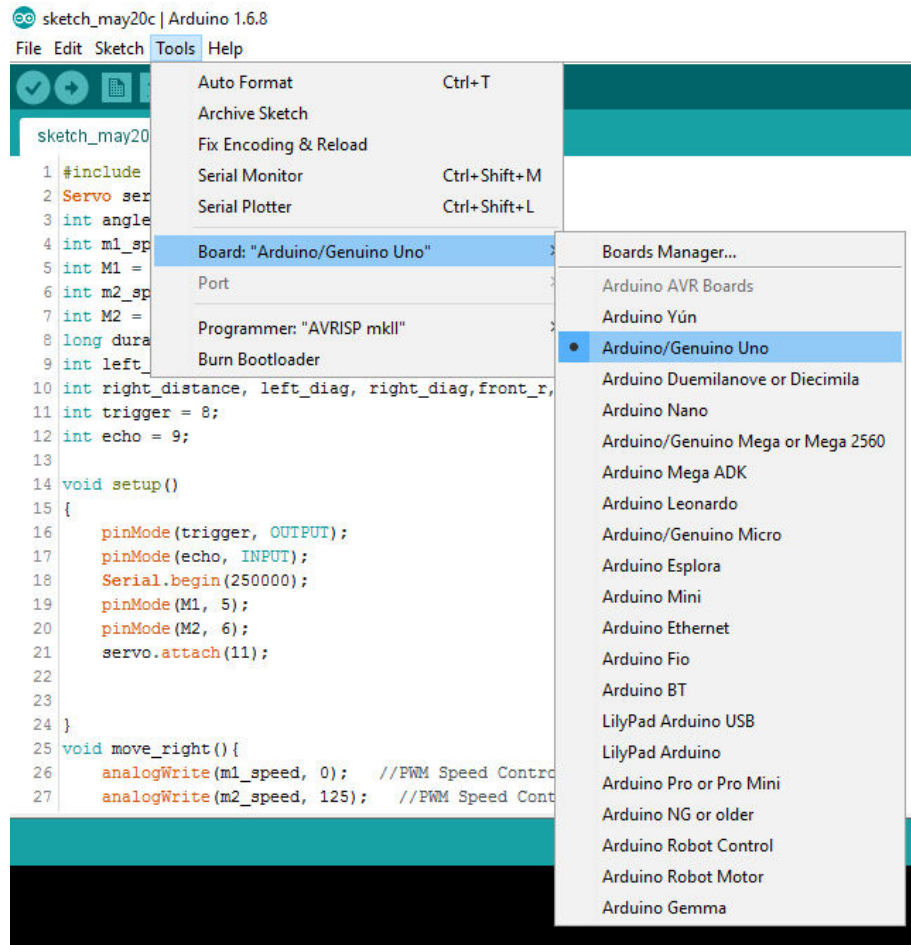 sketch_may20c | Arduino 1.6.8
File Edit Sketch Tools Help
Auto Format Ctrl+T
Archive Sketch
Fix Encoding & Reload
Serial Monitor Ctrl+Shift+M
Serial Plotter Ctrl+Shift+L
Board: "Arduino/Genuino Uno"
Port
Programmer: "AVRISP mkII"
Burn Bootloader
Boards Manager...
Arduino AVR Boards
Arduino Yún
Arduino/Genuino Uno
Arduino Duemilanove or Diecimila
Arduino Nano
Arduino/Genuino Mega or Mega 2560
Arduino Mega ADK
Arduino Leonardo
Arduino/Genuino Micro
Arduino Esplora
Arduino Mini
Arduino Ethernet
Arduino Fio
Arduino BT
LilyPad Arduino USB
LilyPad Arduino
Arduino Pro or Pro Mini
Arduino NG or older
Arduino Robot Control
Arduino Robot Motor
Arduino Gemma
sketch_may20
1 #include
2 Servo ser
3 int angle
4 int m1_sp
5 int M1 =
6 int m2_sp
7 int M2 =
8 long dura
9 int left_
10 int right_distance, left_diag, right_diag,front_r,
11 int trigger = 8;
12 int echo = 9;
13
14 void setup()
15 {
16 pinMode(trigger, OUTPUT);
17 pinMode(echo, INPUT);
18 Serial.begin(250000);
19 pinMode(M1, 5);
20 pinMode(M2, 6);
21 servo.attach(11);
22
23
24 }
25 void move_right(){
26 analogWrite(m1_speed, 0); //PWM Speed Contro
27 analogWrite(m2_speed, 125); //PWM Speed Cont